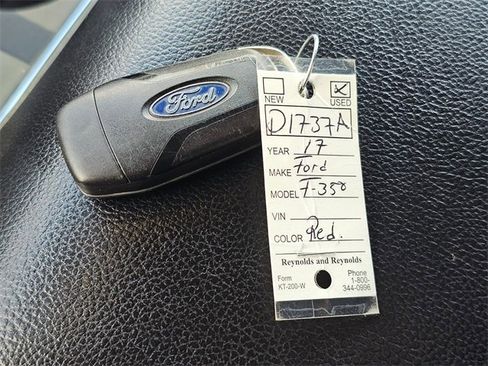 Ford
NEW USED
D1737A
YEAR 17
MAKE Ford
MODEL F-350
VIN
COLOR Red.
Reynolds and Reynolds
Form Phone
KT-200-W 1-800-
344-0996